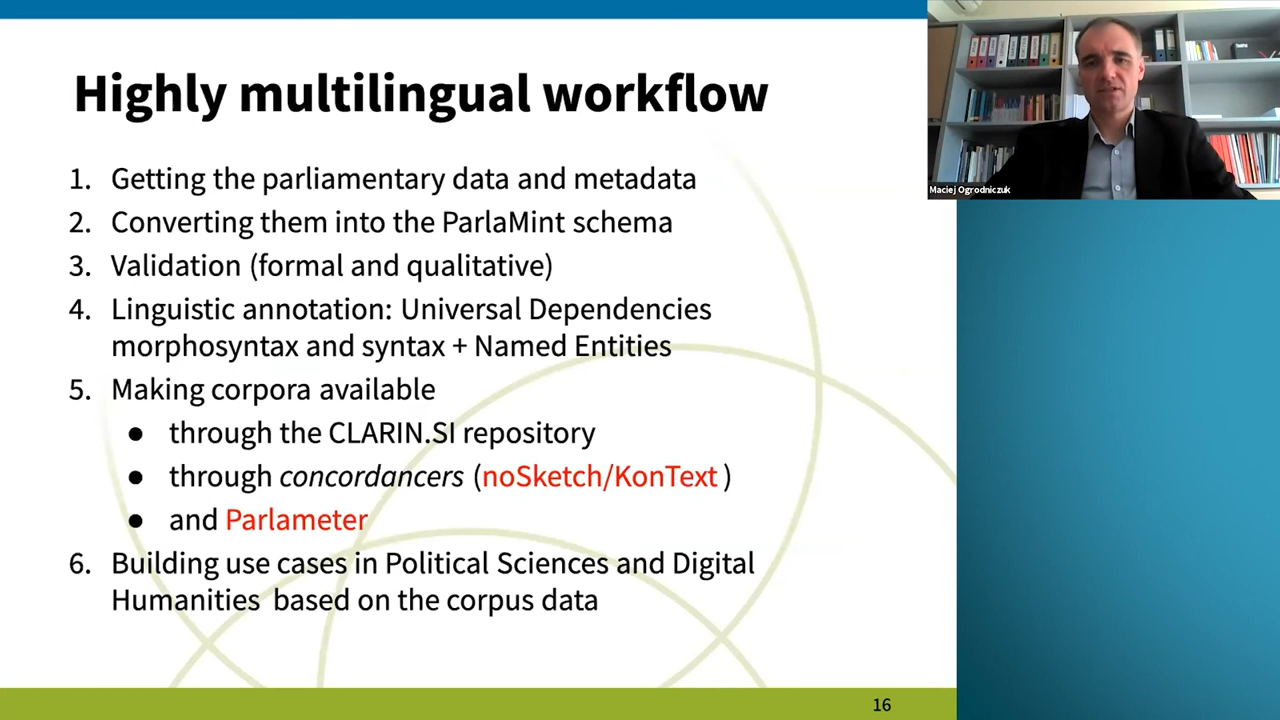 Highly multilingual workflow
1. Getting the parliamentary data and metadata
2. Converting them into the ParlaMint schema
3. Validation (formal and qualitative)
4. Linguistic annotation: Universal Dependencies
morphosyntax and syntax + Named Entities
5. Making corpora available
● through the CLARIN.SI repository
● through concordancers (noSketch/KonText )
● and Parlameter
6. Building use cases in Political Sciences and Digital
Humanities based on the corpus data
16
Maciej Ogrodniczuk